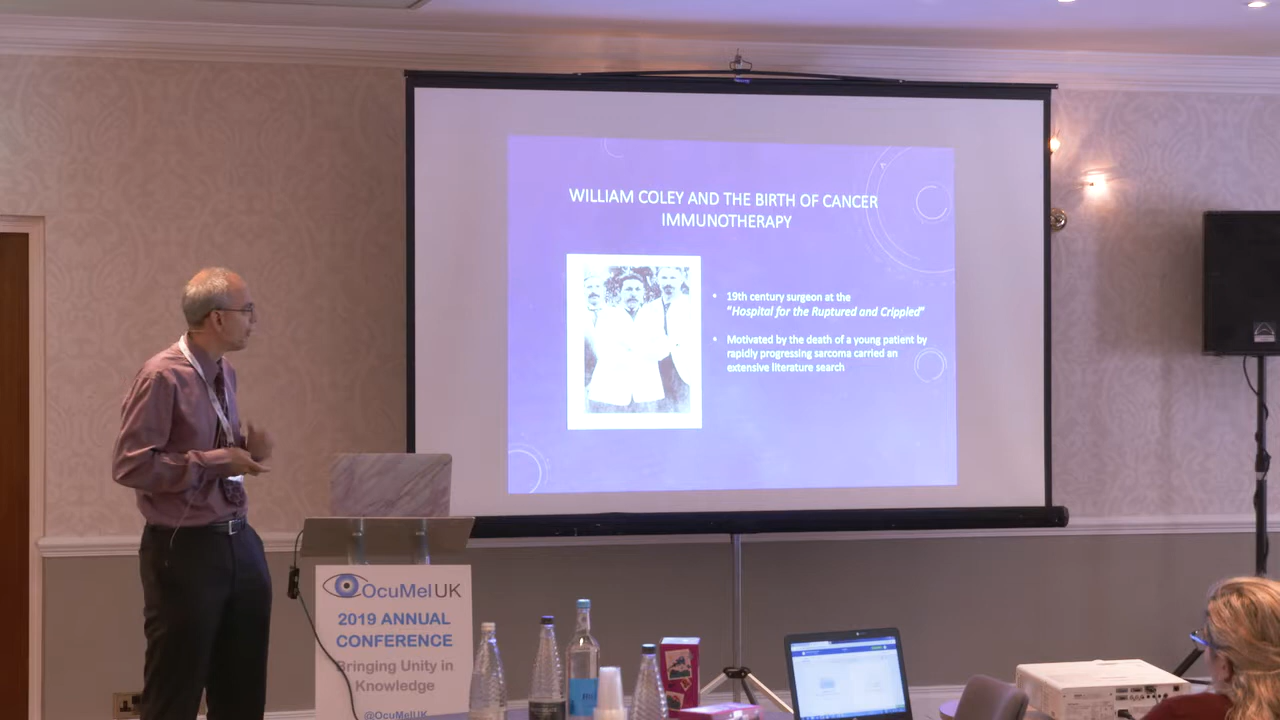 WILLIAM COLEY AND THE BIRTH OF CANCER
IMMUNOTHERAPY
• 19th century surgeon at the
"Hospital for the Ruptured and Crippled"
• Motivated by the death of a young patient by
rapidly progressing sarcoma carried an
extensive literature search
OcuMelUK
2019 ANNUAL
CONFERENCE
Bringing Unity in
Knowledge
@OcuMelUK